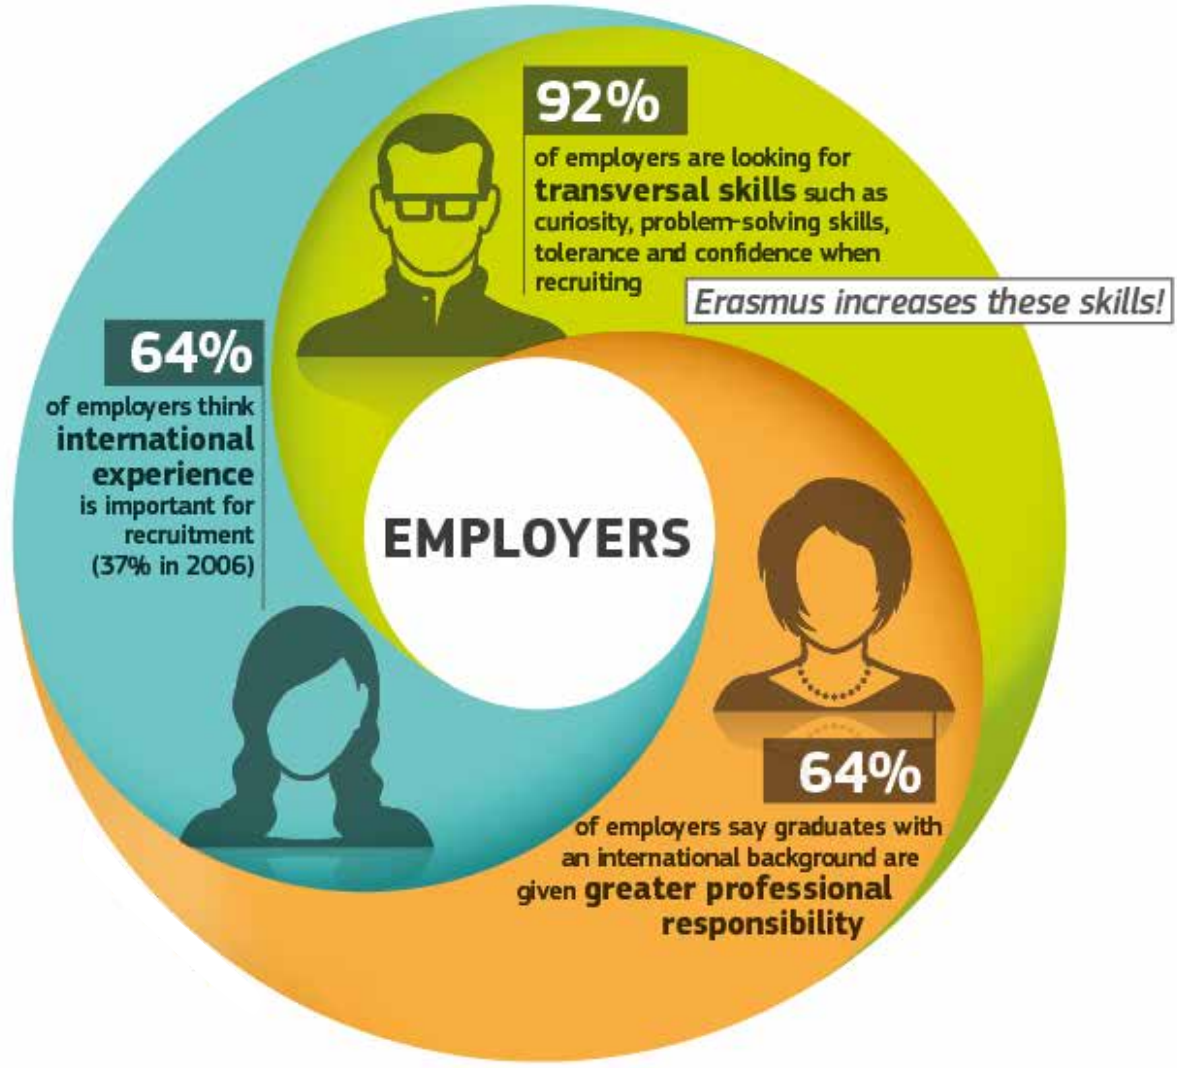 92%
of employers are looking for
transversal skills such as
curiosity, problem-solving skills,
tolerance and confidence when
recruiting
Erasmus increases these skills!
64%
of employers think
international
experience
is important for
recruitment
(37% in 2006)
EMPLOYERS
64%
of employers say graduates with
an international background are
given greater professional
responsibility